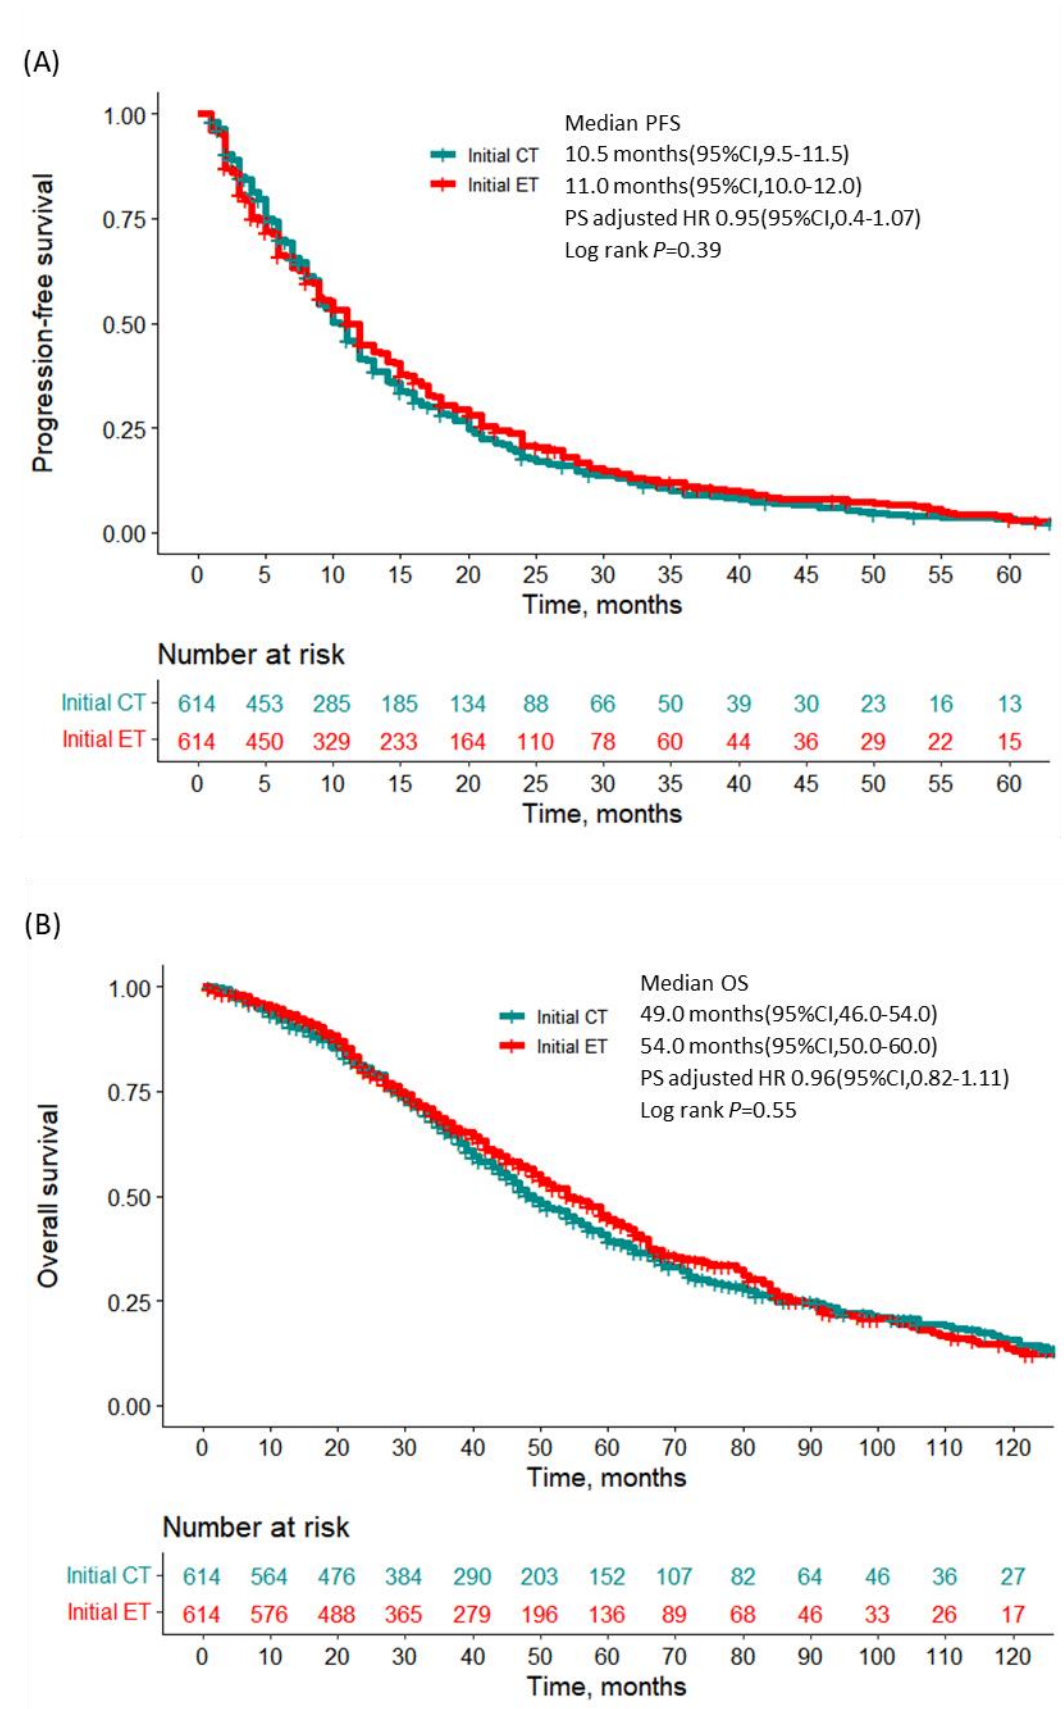 (A)
Median PFS
Initial CT 10.5 months(95%CI,9.5-11.5)
Initial ET 11.0 months(95%CI,10.0-12.0)
PS adjusted HR 0.95(95%CI,0.4-1.07)
Log rank P=0.39
Progression-free survival
1.00
0.75
0.50
0.25
0.00
0 5 10 15 20 25 30 35 40 45 50 55 60
Time, months
Number at risk
Initial CT 614 453 285 185 134 88 66 50 39 30 23 16 13
Initial ET 614 450 329 233 164 110 78 60 44 36 29 22 15
0 5 10 15 20 25 30 35 40 45 50 55 60
Time, months
(B)
Median OS
Initial CT 49.0 months(95%CI,46.0-54.0)
Initial ET 54.0 months(95%CI,50.0-60.0)
PS adjusted HR 0.96(95%CI,0.82-1.11)
Log rank P=0.55
Overall survival
1.00
0.75
0.50
0.25
0.00
0 10 20 30 40 50 60 70 80 90 100 110 120
Time, months
Number at risk
Initial CT 614 564 476 384 290 203 152 107 82 64 46 36 27
Initial ET 614 576 488 365 279 196 136 89 68 46 33 26 17
0 10 20 30 40 50 60 70 80 90 100 110 120
Time, months